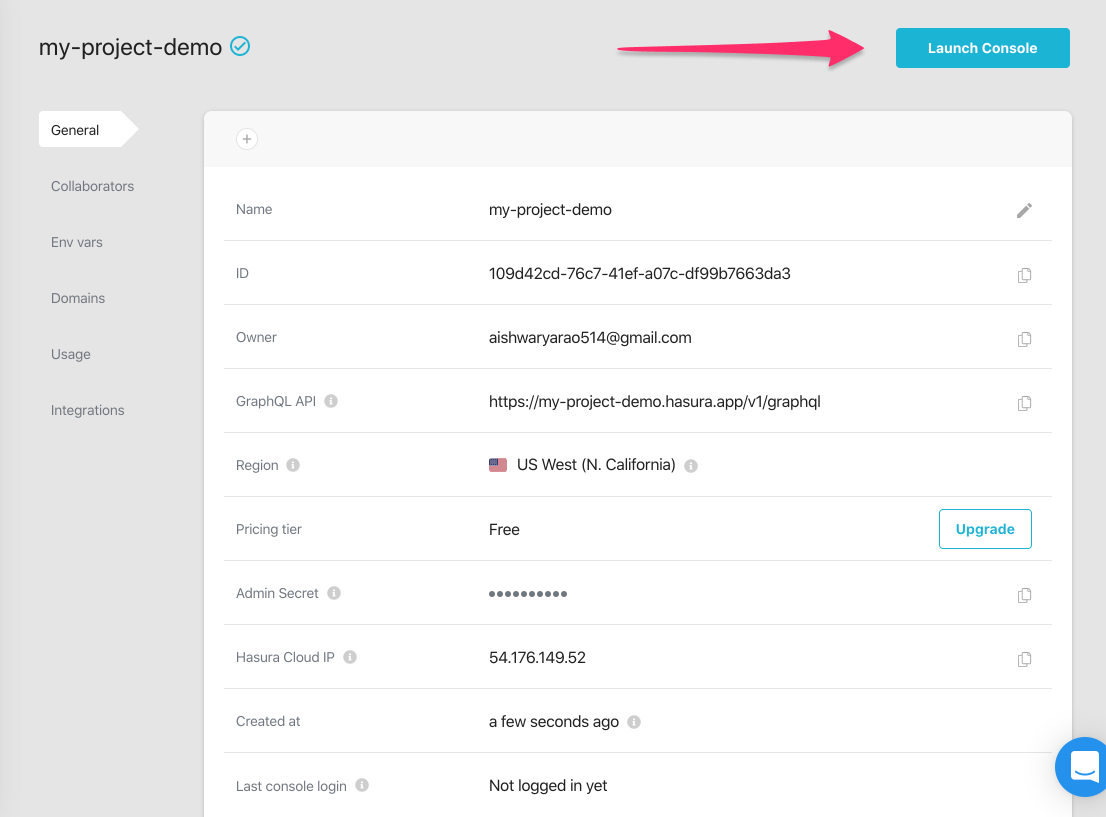 my-project-demo
Launch Console
General
Collaborators
Env vars
Domains
Usage
Integrations
Name my-project-demo
ID 109d42cd-76c7-41ef-a07c-df99b7663da3
Owner aishwaryarao514@gmail.com
GraphQL API https://my-project-demo.hasura.app/v1/graphql
Region US West (N. California)
Pricing tier Free Upgrade
Admin Secret ••••••••••
Hasura Cloud IP 54.176.149.52
Created at a few seconds ago
Last console login Not logged in yet